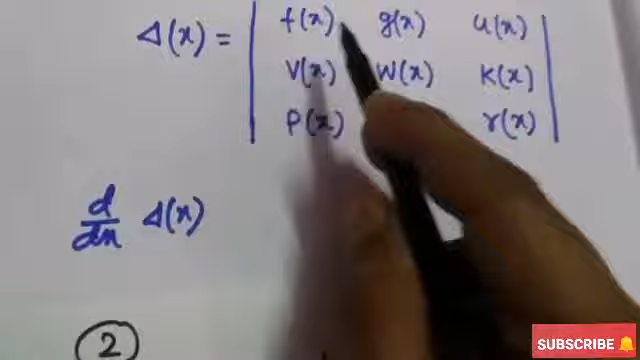 Δ(x) = | f(x) g(x) u(x) |
| v(x) w(x) k(x) |
| p(x) r(x) |
d/dx Δ(x)
2
SUBSCRIBE